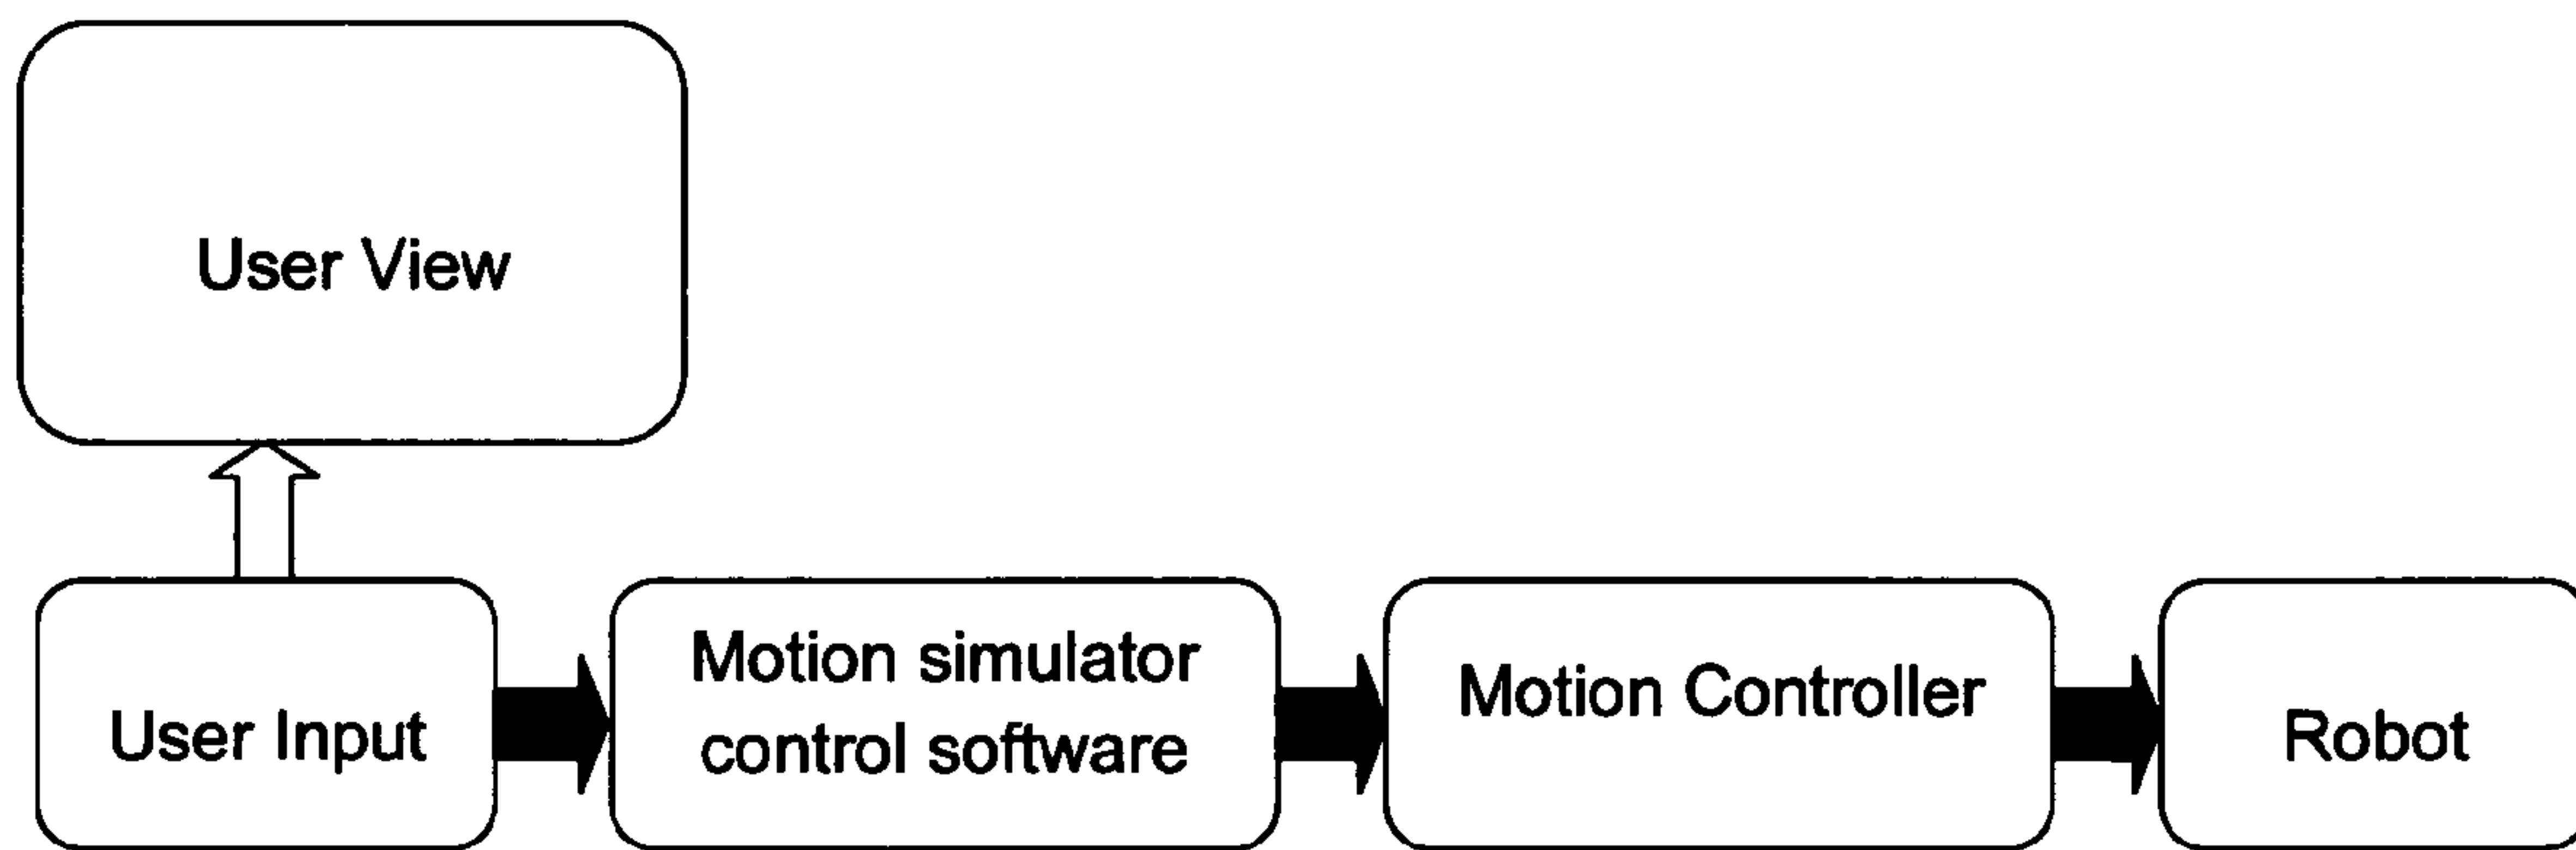 User View
User Input
Motion simulator
control software
Motion Controller
Robot